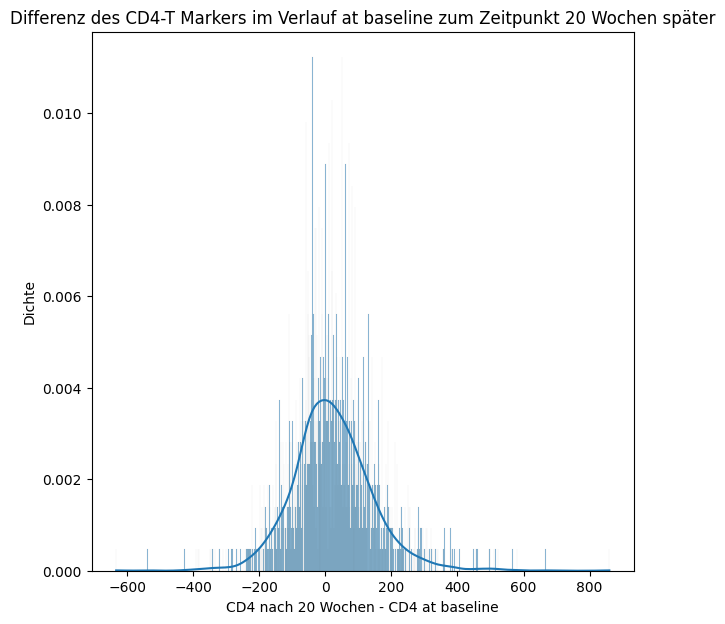 Differenz des CD4-T Markers im Verlauf at baseline zum Zeitpunkt 20 Wochen später
0.010
0.008
0.006
0.004
0.002
0.000
Dichte
−600 −400 −200 0 200 400 600 800
CD4 nach 20 Wochen - CD4 at baseline